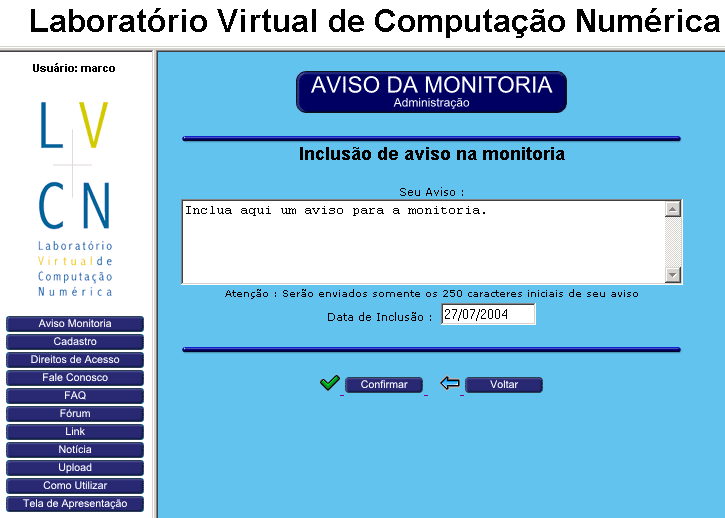 Laboratório Virtual de Computação Numérica
Usuário: marco
L V
C N
Laboratório
Virtual de
Computação
Numérica
Aviso Monitoria
Cadastro
Direitos de Acesso
Fale Conosco
FAQ
Fórum
Link
Notícia
Upload
Como Utilizar
Tela de Apresentação
AVISO DA MONITORIA
Administração
Inclusão de aviso na monitoria
Seu Aviso :
Inclua aqui um aviso para a monitoria.
Atenção : Serão enviados somente os 250 caracteres iniciais de seu aviso
Data de Inclusão : 27/07/2004
Confirmar Voltar